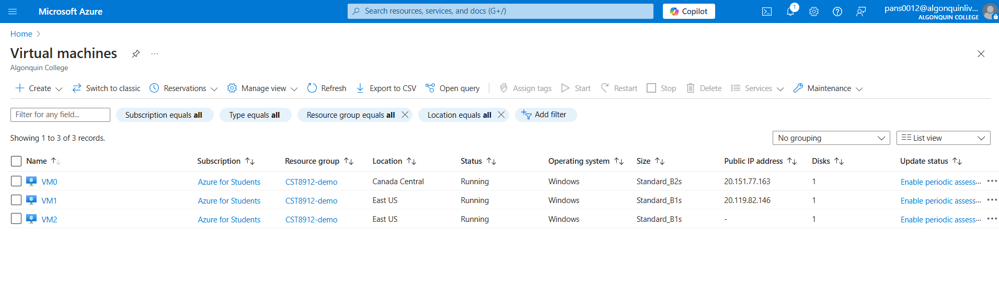 Microsoft Azure
Search resources, services, and docs (G+/)
Copilot
1
pans0012@algonquinliv...
ALGONQUIN COLLEGE
Home
Virtual machines
Algonquin College
Create
Switch to classic
Reservations
Manage view
Refresh
Export to CSV
Open query
Assign tags
Start
Restart
Stop
Delete
Services
Maintenance
Filter for any field...
Subscription equals all
Type equals all
Resource group equals all
Location equals all
Add filter
Showing 1 to 3 of 3 records.
No grouping
List view
Name Subscription Resource group Location Status Operating system Size Public IP address Disks Update status
VM0 Azure for Students CST8912-demo Canada Central Running Windows Standard_B2s 20.151.77.163 1 Enable periodic assess...
VM1 Azure for Students CST8912-demo East US Running Windows Standard_B1s 20.119.82.146 1 Enable periodic assess...
VM2 Azure for Students CST8912-demo East US Running Windows Standard_B1s - 1 Enable periodic assess...